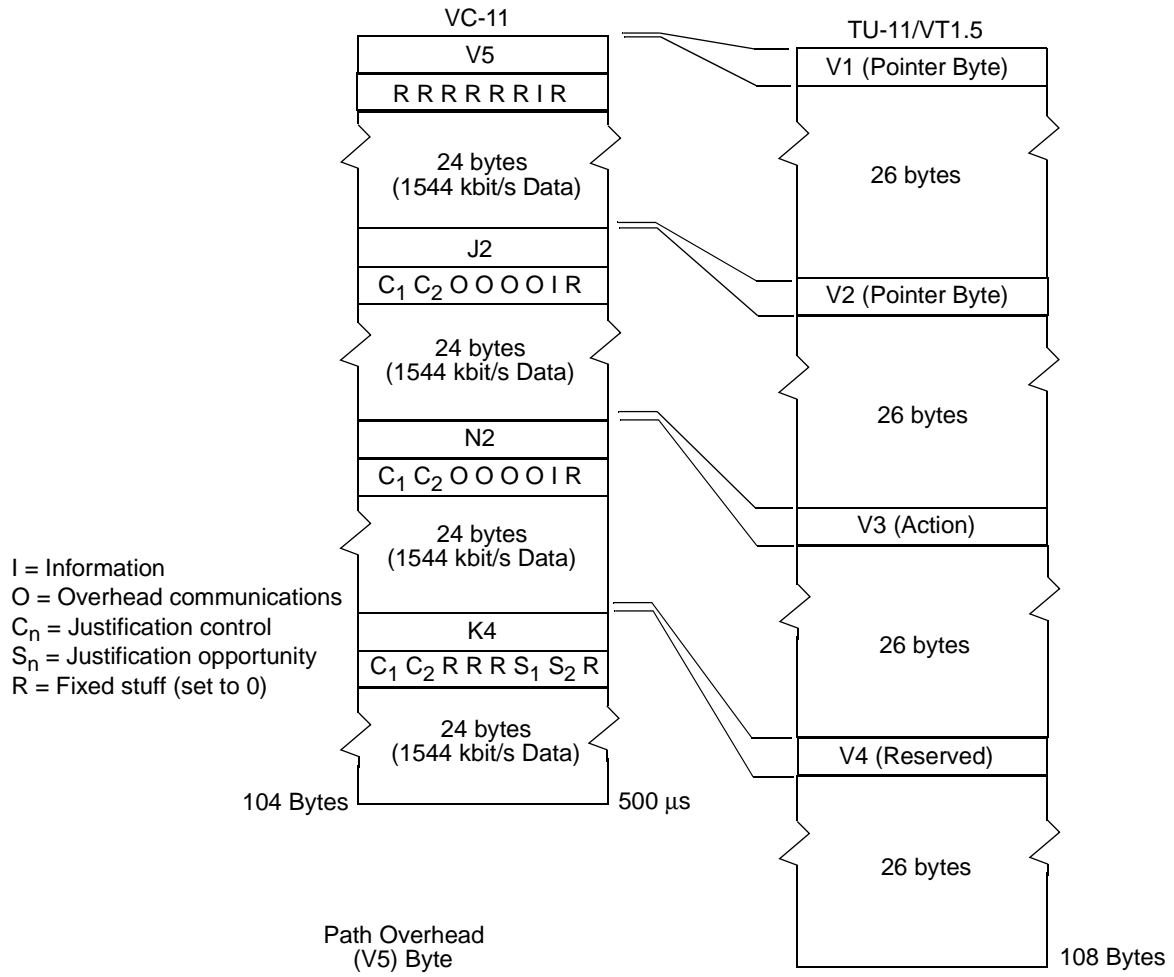 VC-11
V5
R R R R R R I R
24 bytes
(1544 kbit/s Data)
J2
C1 C2 O O O O I R
24 bytes
(1544 kbit/s Data)
N2
C1 C2 O O O O I R
24 bytes
(1544 kbit/s Data)
K4
C1 C2 R R R S1 S2 R
24 bytes
(1544 kbit/s Data)
104 Bytes
500 μs
I = Information
O = Overhead communications
Cn = Justification control
Sn = Justification opportunity
R = Fixed stuff (set to 0)
TU-11/VT1.5
V1 (Pointer Byte)
26 bytes
V2 (Pointer Byte)
26 bytes
V3 (Action)
26 bytes
V4 (Reserved)
26 bytes
108 Bytes
Path Overhead
(V5) Byte